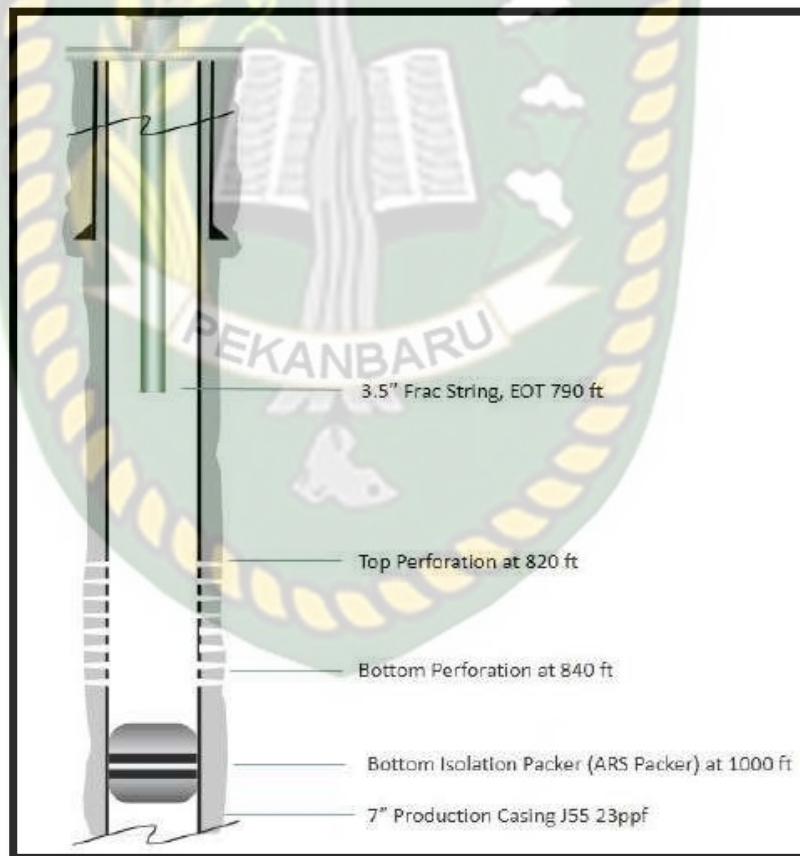 PEKANBARU
3.5” Frac String, EOT 790 ft
Top Perforation at 820 ft
Bottom Perforation at 840 ft
Bottom Isolation Packer (ARS Packer) at 1000 ft
7” Production Casing J55 23ppf